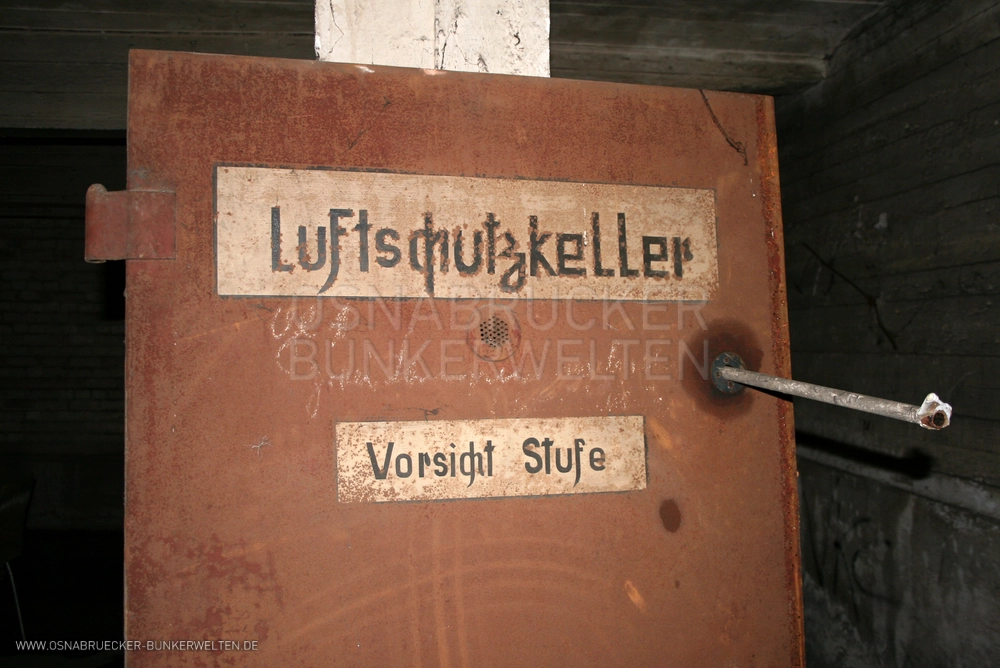 Luftschutzkeller
OSNABRÜCKER
BUNKERWELTEN
Vorsicht Stufe
WWW.OSNABRUECKER-BUNKERWELTEN.DE